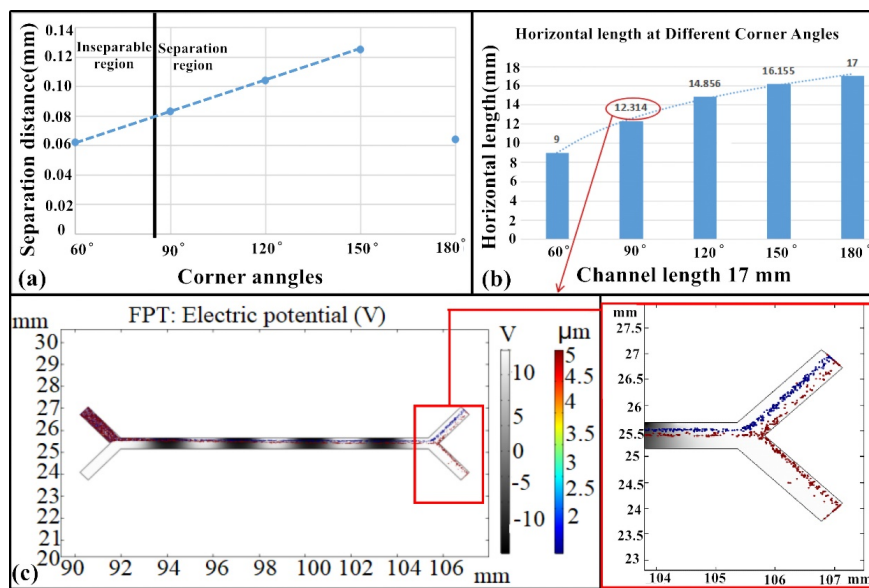 0.14
0.12
0.10
0.08
0.06
0.04
0.02
0
Separation distance(mm)
Inseparable Separation
region region
60° 90° 120° 150° 180°
(a) Corner anngles
Horizontal length at Different Corner Angles
18
16
14
12
10
8
6
4
2
0
Horizontal length(mm)
9 12.314 14.856 16.155 17
60° 90° 120° 150° 180°
(b) Channel length 17 mm
mm FPT: Electric potential (V)
30
29
28
27
26
25
24
23
22
21
20
90 92 94 96 98 100 102 104 106
mm
(c)
V
10
5
0
−5
−10
μm
5
4.5
4
3.5
3
2.5
2
mm
27.5
27
26.5
26
25.5
25
24.5
24
23.5
23
104 105 106 107 mm